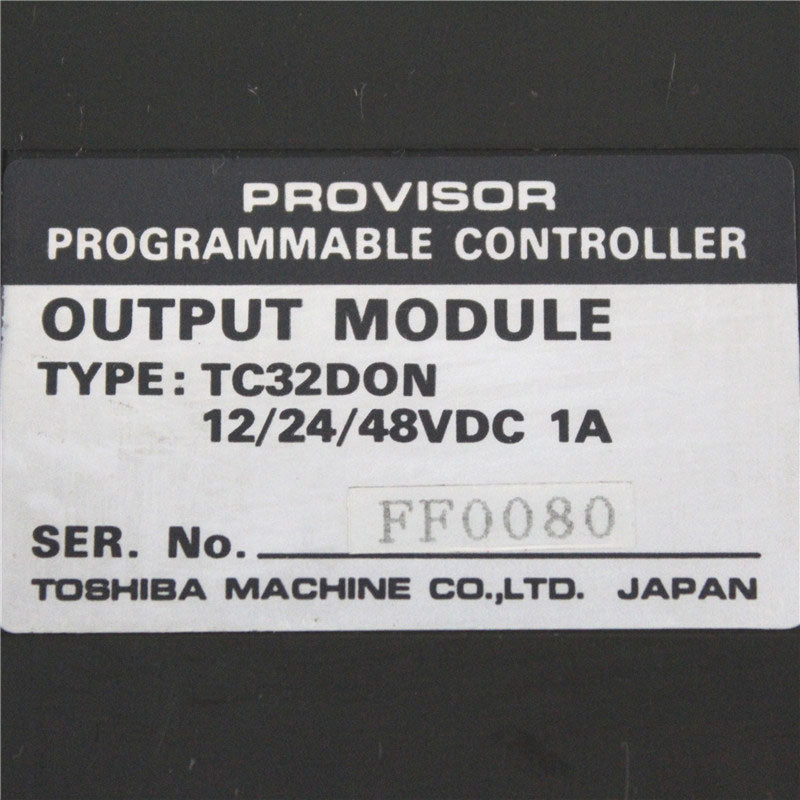 PROVISOR
PROGRAMMABLE CONTROLLER
OUTPUT MODULE
TYPE: TC32DON
12/24/48VDC 1A
SER. No. FF0080
TOSHIBA MACHINE CO.,LTD. JAPAN